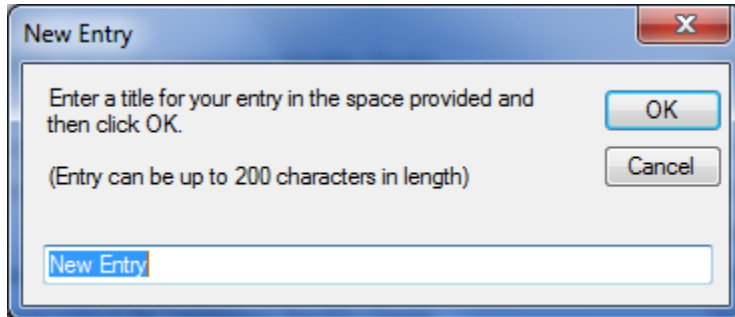 New Entry
Enter a title for your entry in the space provided and
then click OK.
OK
(Entry can be up to 200 characters in length)
Cancel
New Entry